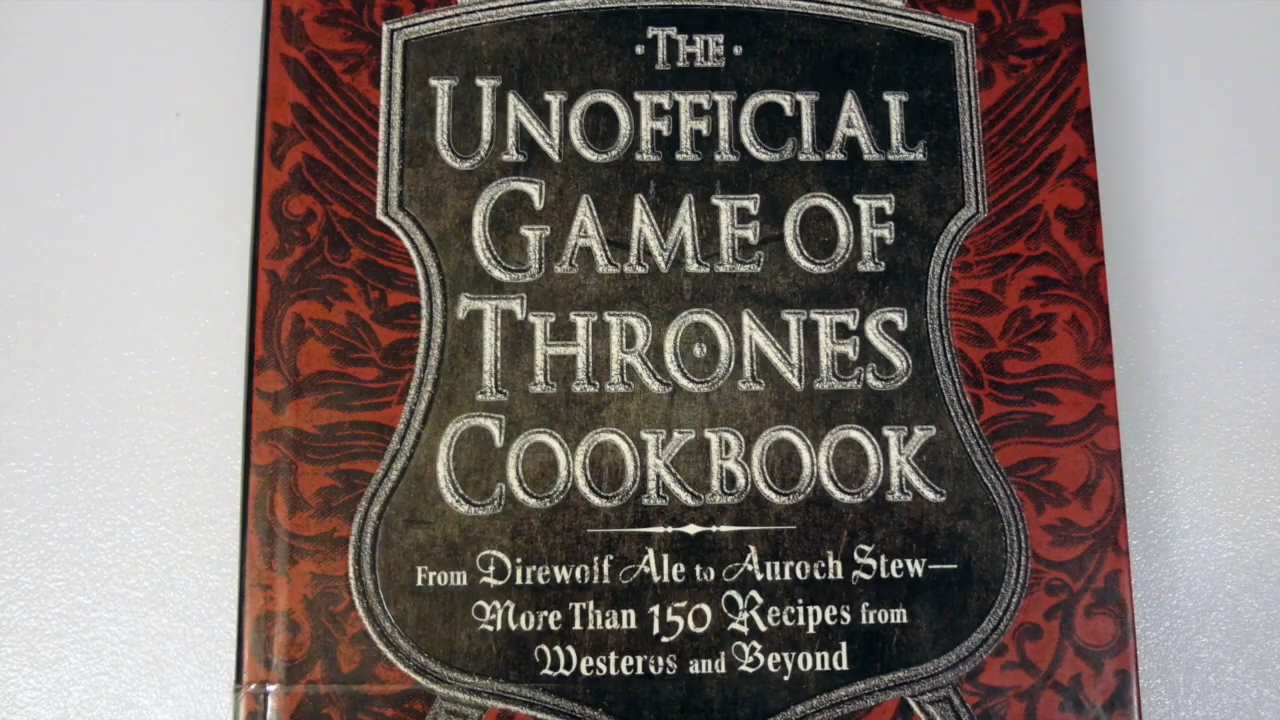 ·THE·
UNOFFICIAL
GAME OF
THRONES
COOKBOOK
From Direwolf Ale to Auroch Stew—
More Than 150 Recipes from
Westeros and Beyond